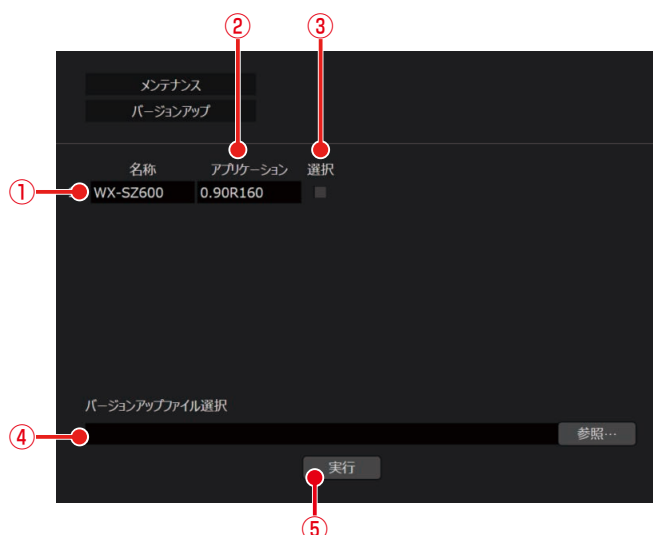 ② ③
メンテナンス
バージョンアップ
名称 アプリケーション 選択
① WX-SZ600 0.90R160
バージョンアップファイル選択
④ 参照…
実行
⑤